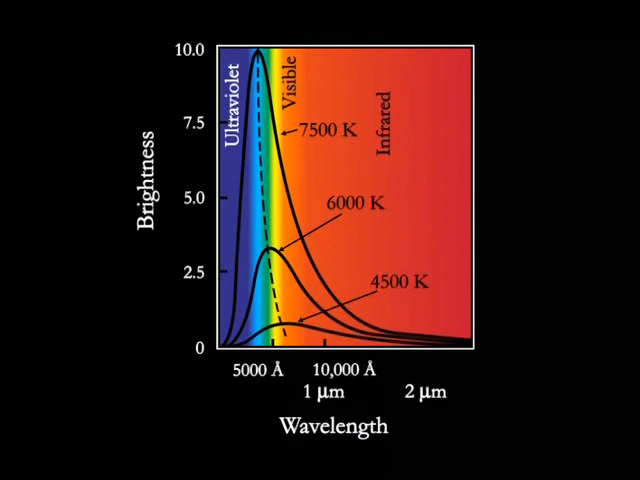 10.0
7.5
5.0
2.5
0
Brightness
Ultraviolet
Visible
Infrared
7500 K
6000 K
4500 K
5000 Å
10,000 Å
1 μm
2 μm
Wavelength